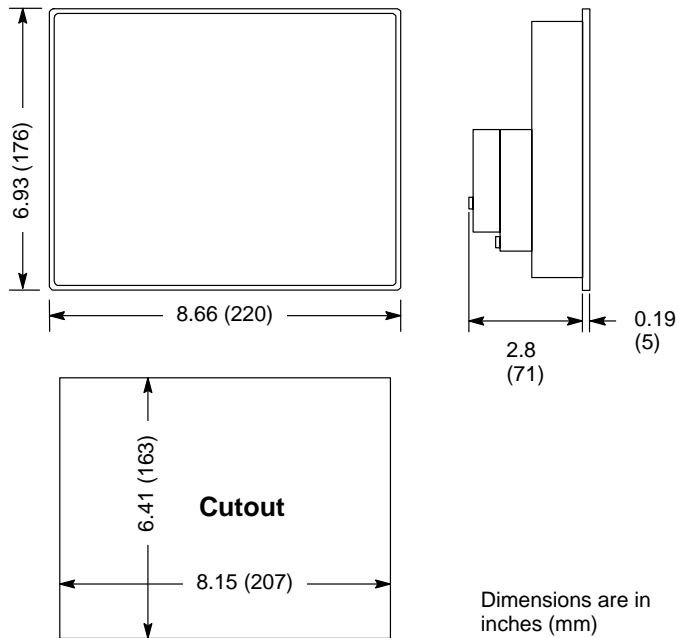 6.93 (176)
8.66 (220)
2.8
(71)
0.19
(5)
6.41 (163)
Cutout
8.15 (207)
Dimensions are in
inches (mm)